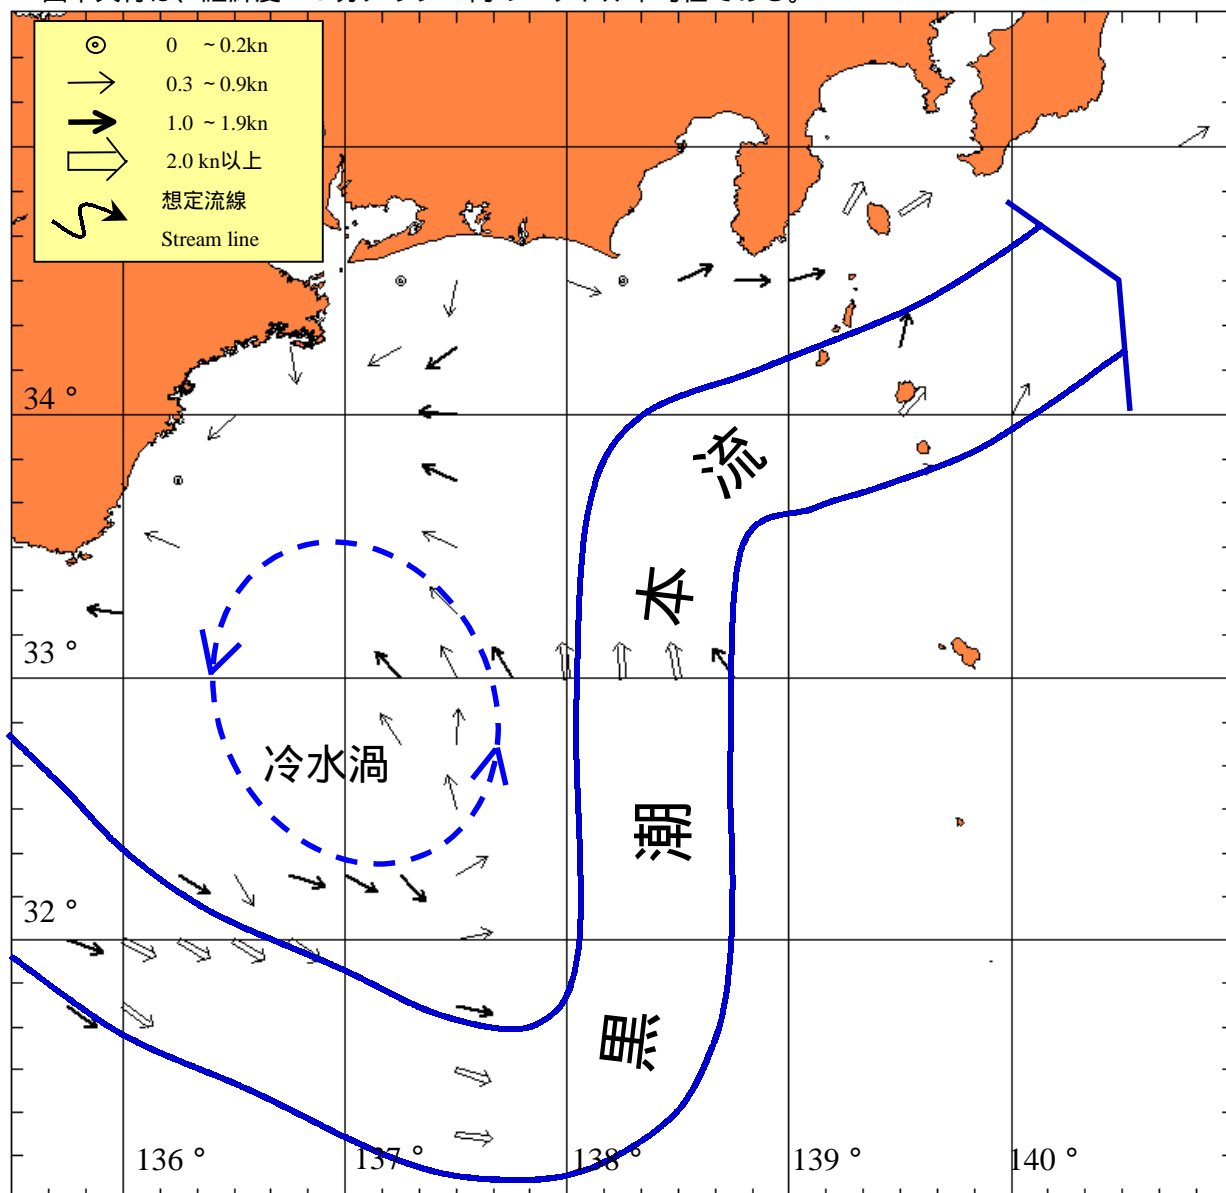 0 ~ 0.2kn
0.3 ~ 0.9kn
1.0 ~ 1.9kn
2.0 kn以上
想定流線
Stream line
34 °
33 °
32 °
136 °
137 °
138 °
139 °
140 °
冷水渦
黒潮本流